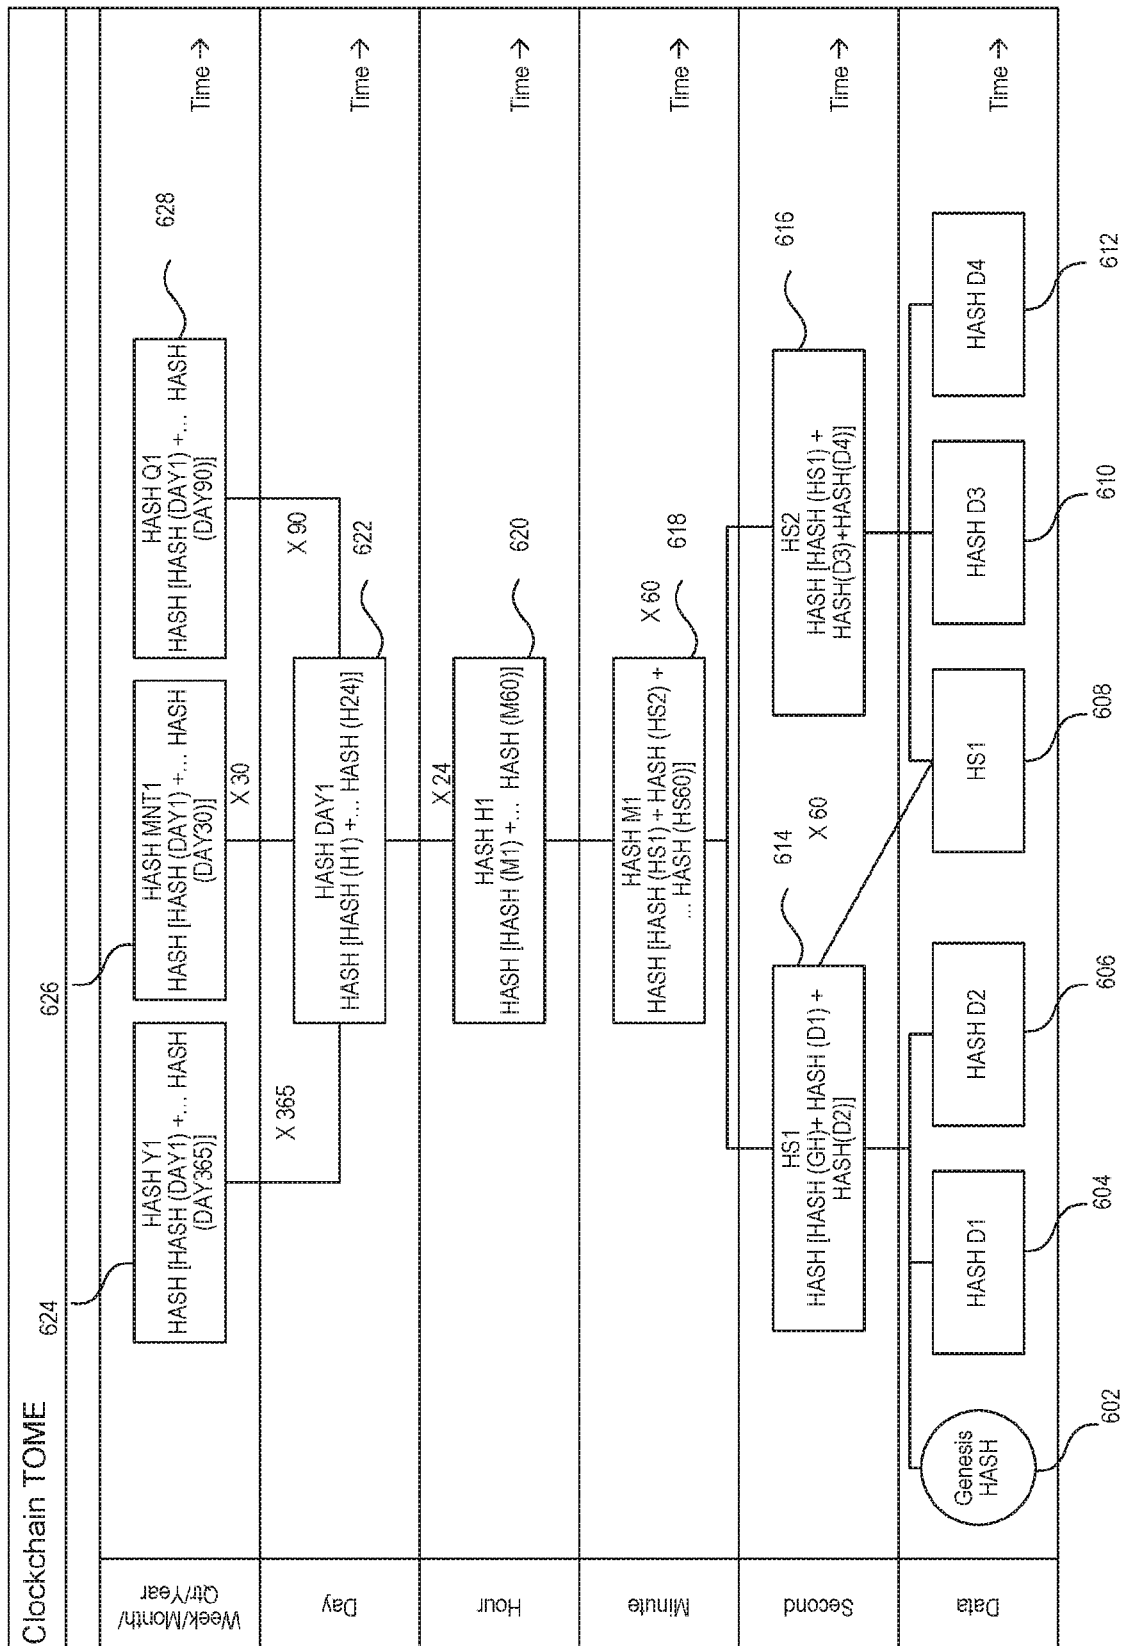 Clockchain TOME
624
626
Week/Month/
Qtr/Year
HASH Y1
HASH [HASH (DAY1) +... HASH
(DAY365)]
HASH MNT1
HASH [HASH (DAY1) +... HASH
(DAY30)]
HASH Q1
HASH [HASH (DAY1) +... HASH
(DAY90)]
628
Time →
X 365
X 30
X 90
Day
HASH DAY1
HASH [HASH (H1) +... HASH (H24)]
622
Time →
X 24
Hour
HASH H1
HASH [HASH (M1) +... HASH (M60)]
620
Time →
Minute
HASH M1
HASH [HASH (HS1) + HASH (HS2) +
... HASH (HS60)]
X 60
618
Time →
Second
HS1
HASH [HASH (GH)+ HASH (D1) +
HASH(D2)]
614
X 60
HS2
HASH [HASH (HS1) +
HASH(D3)+HASH(D4)]
616
Time →
Data
Genesis
HASH
HASH D1
HASH D2
HS1
HASH D3
HASH D4
Time →
602
604
606
608
610
612